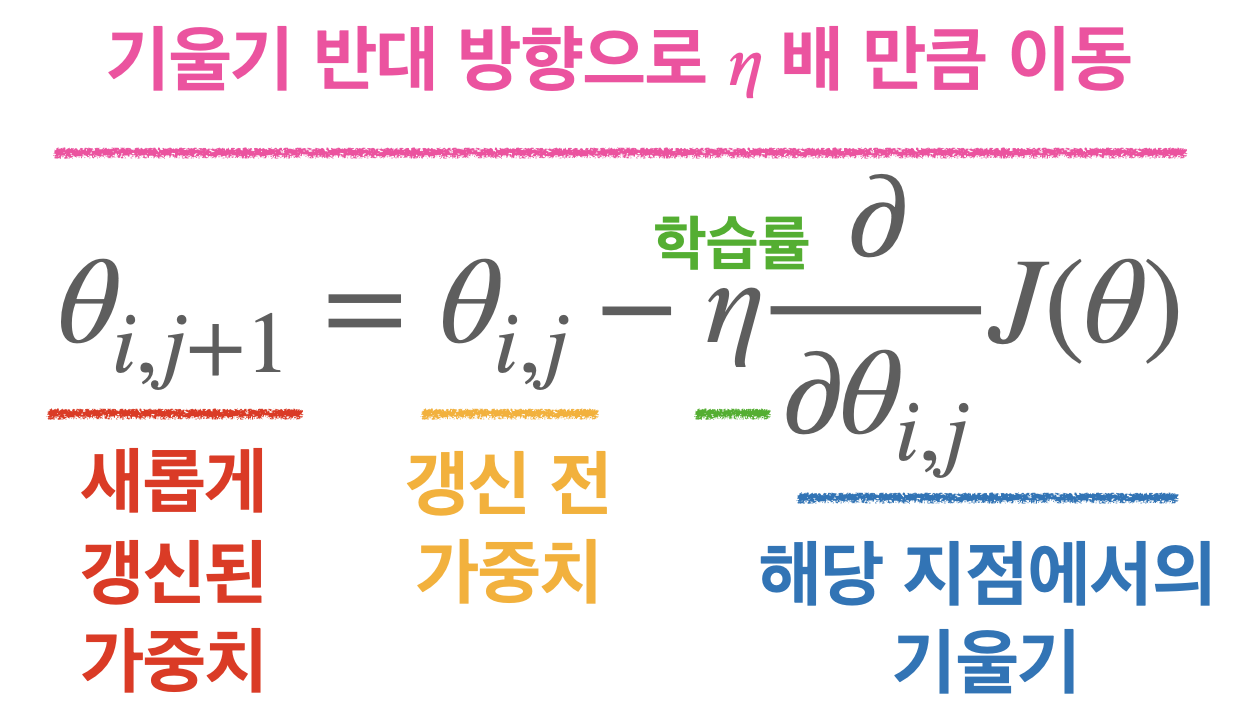 기울기 반대 방향으로 η 배 만큼 이동
학습률
θ_{i,j+1} = θ_{i,j} − η ∂/∂θ_{i,j} J(θ)
새롭게
갱신된
가중치
갱신 전
가중치
해당 지점에서의
기울기